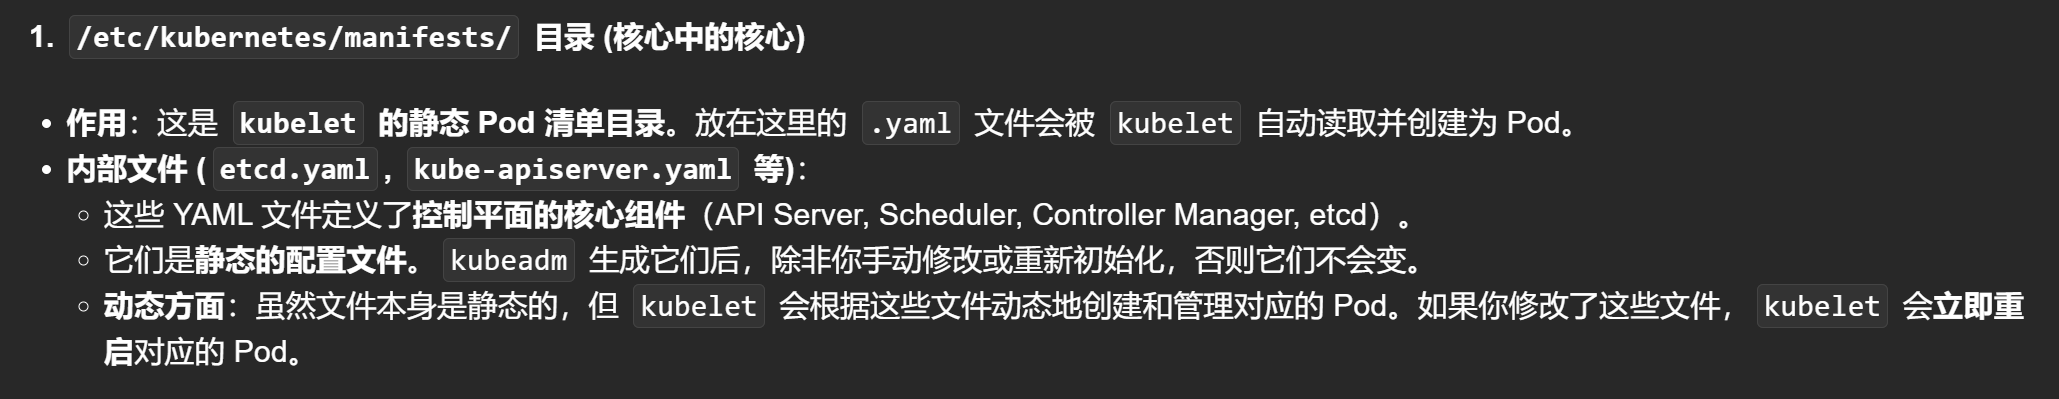 1. /etc/kubernetes/manifests/ 目录 (核心中的核心)
• 作用：这是 kubelet 的静态 Pod 清单目录。放在这里的 .yaml 文件会被 kubelet 自动读取并创建为 Pod。
• 内部文件 ( etcd.yaml , kube-apiserver.yaml 等)：
◦ 这些 YAML 文件定义了控制平面的核心组件（API Server, Scheduler, Controller Manager, etcd）。
◦ 它们是静态的配置文件。 kubeadm 生成它们后，除非你手动修改或重新初始化，否则它们不会变。
◦ 动态方面：虽然文件本身是静态的，但 kubelet 会根据这些文件动态地创建和管理对应的 Pod。如果你修改了这些文件， kubelet 会立即重
启对应的 Pod。